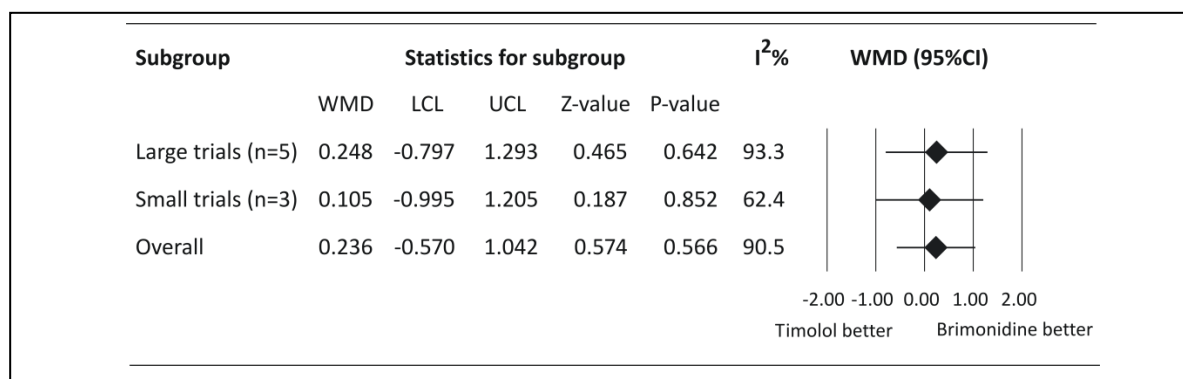 Subgroup Statistics for subgroup I²% WMD (95%CI)
WMD LCL UCL Z-value P-value
Large trials (n=5) 0.248 -0.797 1.293 0.465 0.642 93.3
Small trials (n=3) 0.105 -0.995 1.205 0.187 0.852 62.4
Overall 0.236 -0.570 1.042 0.574 0.566 90.5
-2.00 -1.00 0.00 1.00 2.00
Timolol better Brimonidine better